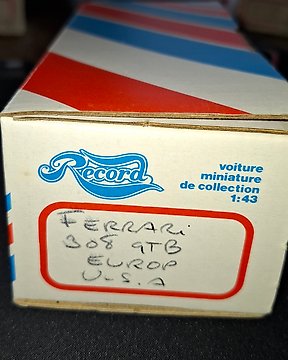 Record
voiture
miniature
de collection
1:43
FERRARi
308 GTB
EUROP
U-S.A